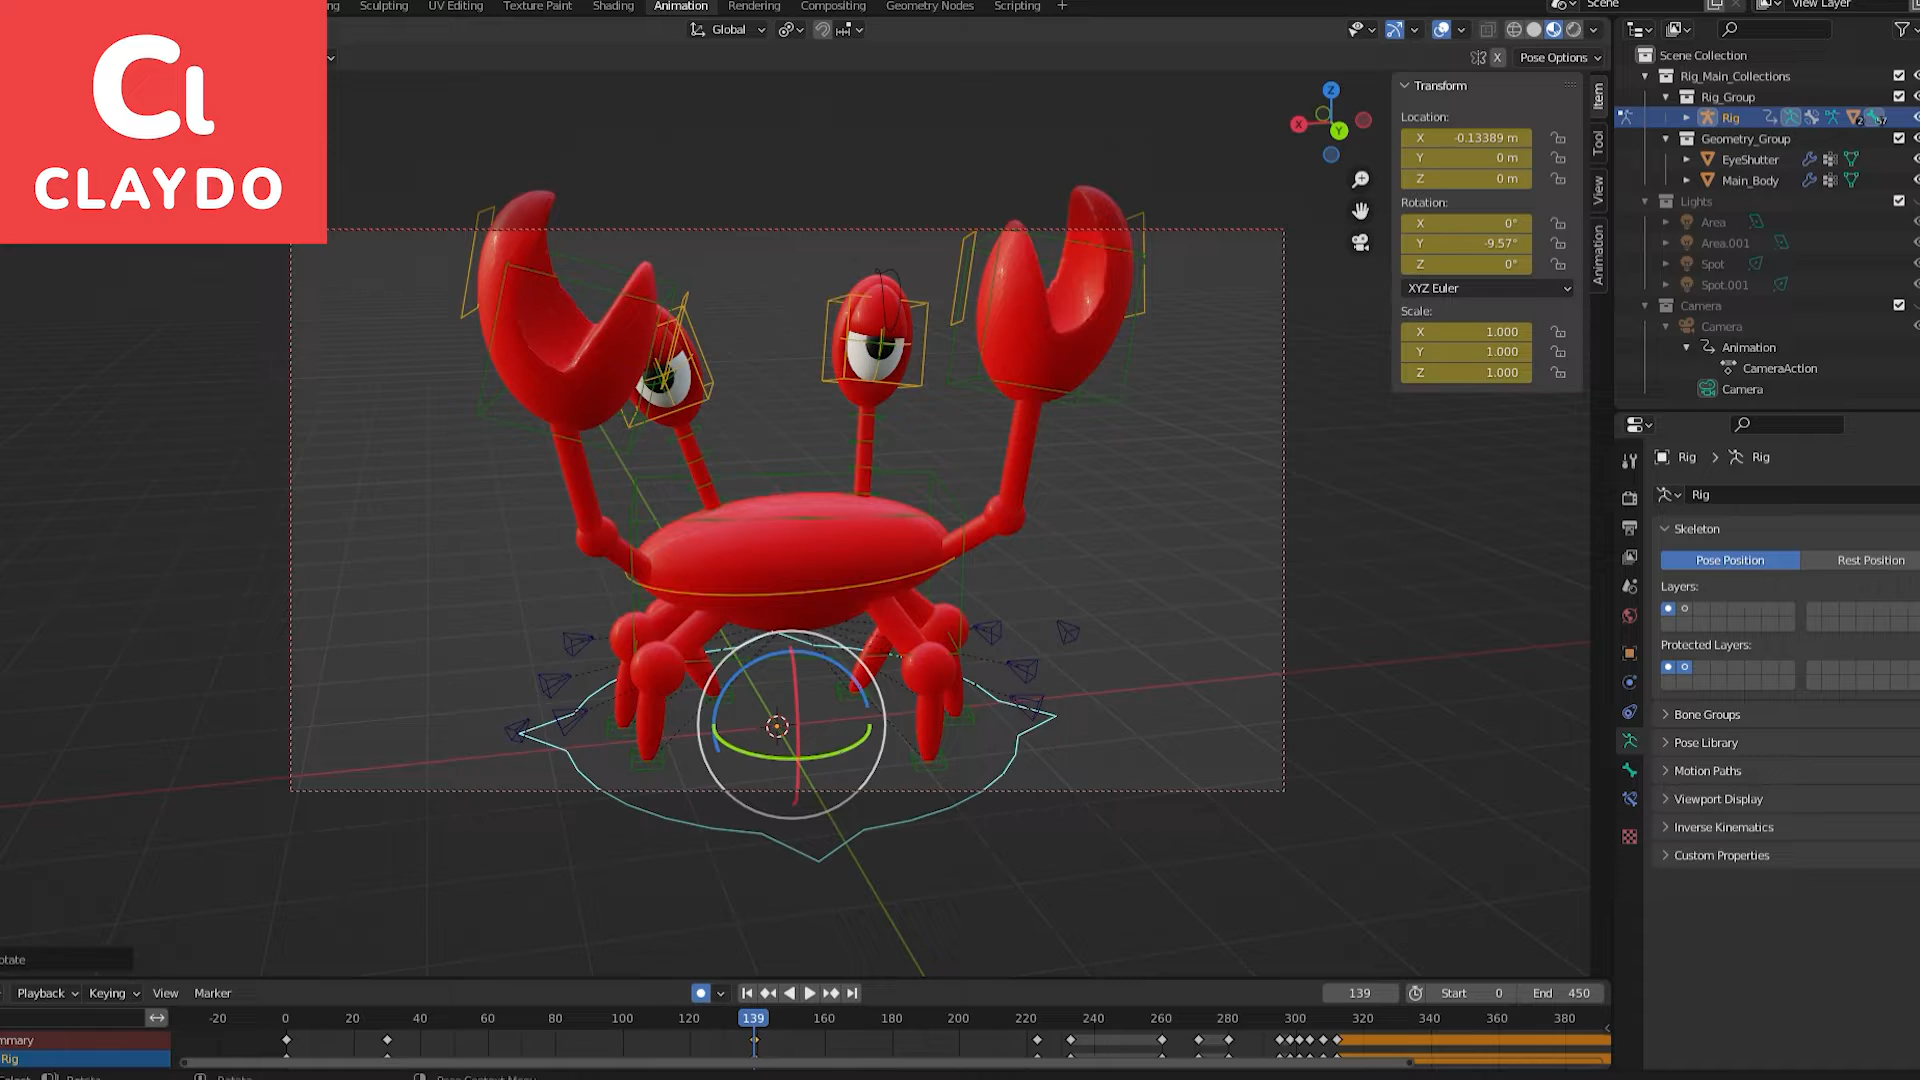 Cl
CLAYDO
Sculpting
UV Editing
Texture Paint
Shading
Animation
Rendering
Compositing
Geometry Nodes
Scripting
+
Scene
View Layer
Global
X
Pose Options
Transform
Location:
X -0.13389 m
Y 0 m
Z 0 m
Rotation:
X 0°
Y -9.57°
Z 0°
XYZ Euler
Scale:
X 1.000
Y 1.000
Z 1.000
Item
Tool
View
Animation
Z
X
Y
Scene Collection
Rig_Main_Collections
Rig_Group
Rig
2
57
Geometry_Group
EyeShutter
Main_Body
Lights
Area
Area.001
Spot
Spot.001
Camera
Camera
Animation
CameraAction
Camera
Rig > Rig
Rig
Skeleton
Pose Position
Rest Position
Layers:
Protected Layers:
Bone Groups
Pose Library
Motion Paths
Viewport Display
Inverse Kinematics
Custom Properties
otate
Playback
Keying
View
Marker
139
Start 0
End 450
-20 0 20 40 60 80 100 120 139 160 180 200 220 240 260 280 300 320 340 360 380
mmary
Rig